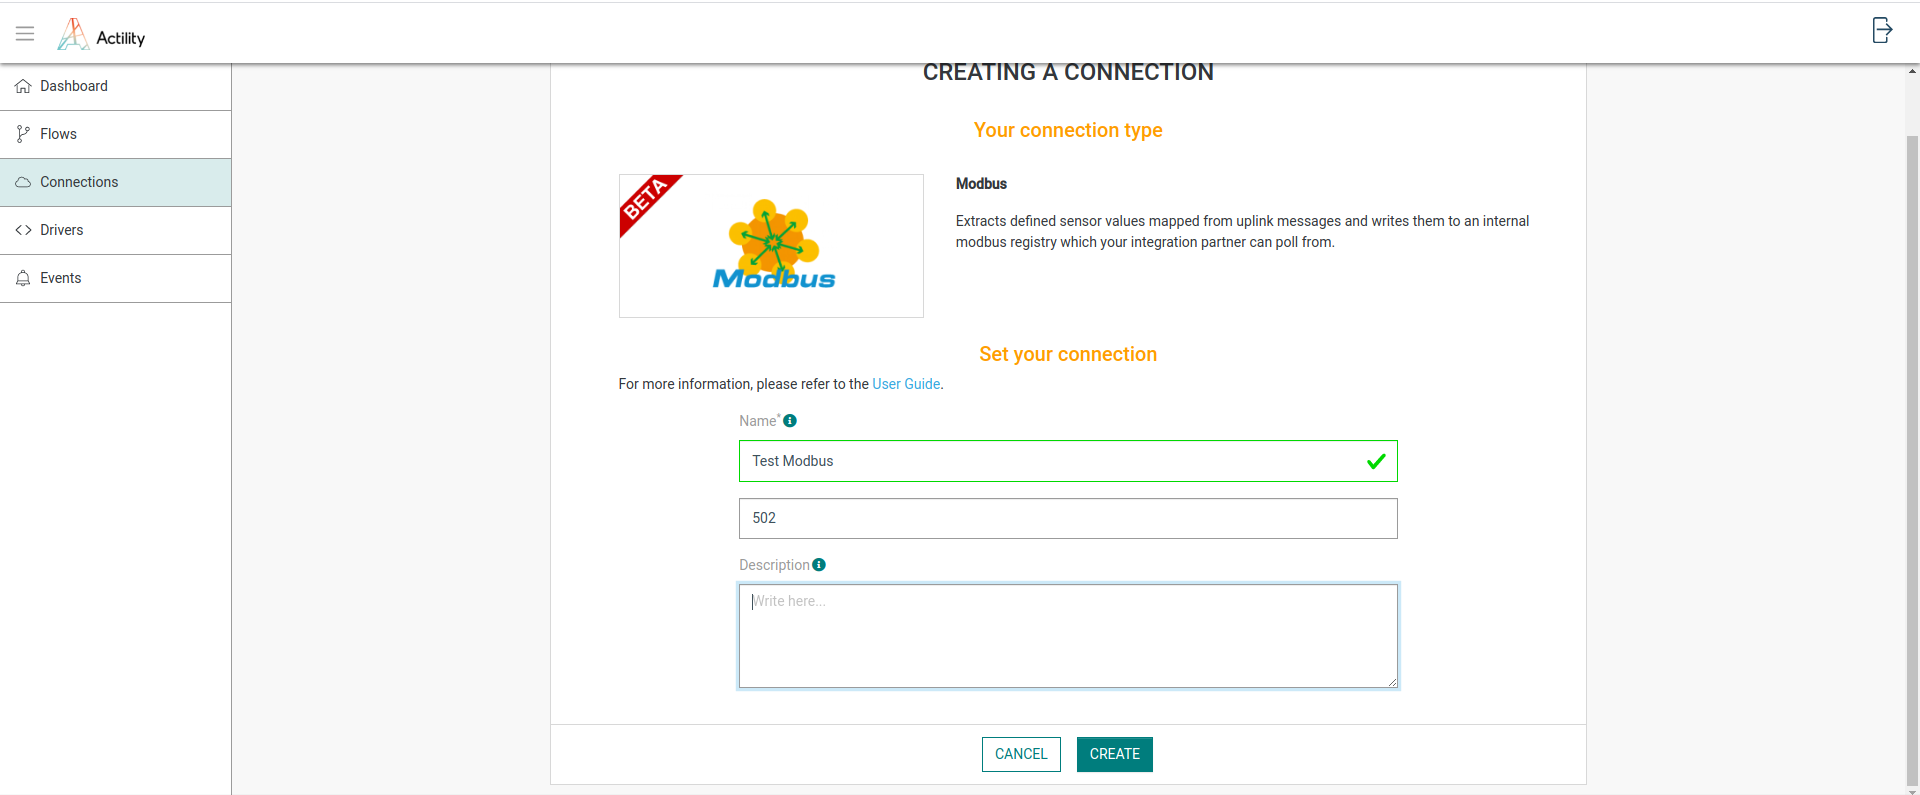 Actility
Dashboard
Flows
Connections
Drivers
Events
CREATING A CONNECTION
Your connection type
BETA
Modbus
Modbus
Extracts defined sensor values mapped from uplink messages and writes them to an internal
modbus registry which your integration partner can poll from.
Set your connection
For more information, please refer to the User Guide.
Name*
Test Modbus
502
Description
Write here...
CANCEL
CREATE